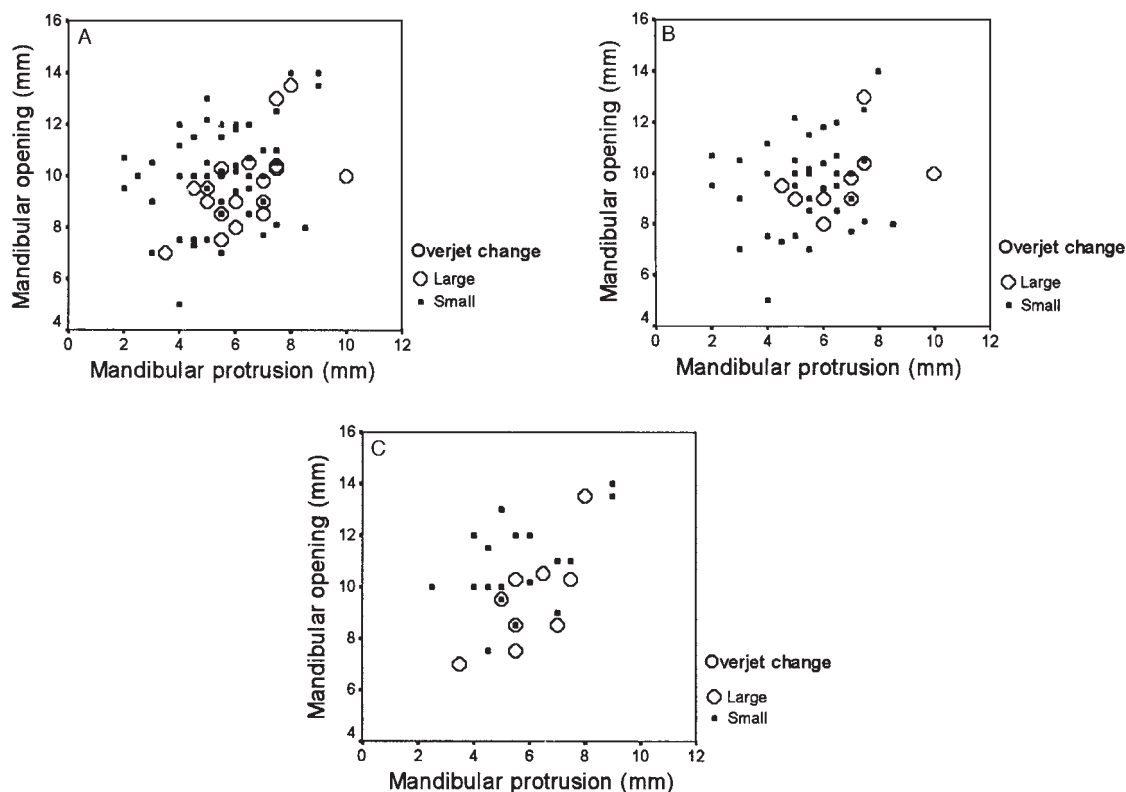 A
Mandibular opening (mm)
16
14
12
10
8
6
4
0 2 4 6 8 10 12
Mandibular protrusion (mm)
Overjet change
Large
Small
B
Mandibular opening (mm)
16
14
12
10
8
6
4
0 2 4 6 8 10 12
Mandibular protrusion (mm)
Overjet change
Large
Small
C
Mandibular opening (mm)
16
14
12
10
8
6
4
0 2 4 6 8 10 12
Mandibular protrusion (mm)
Overjet change
Large
Small